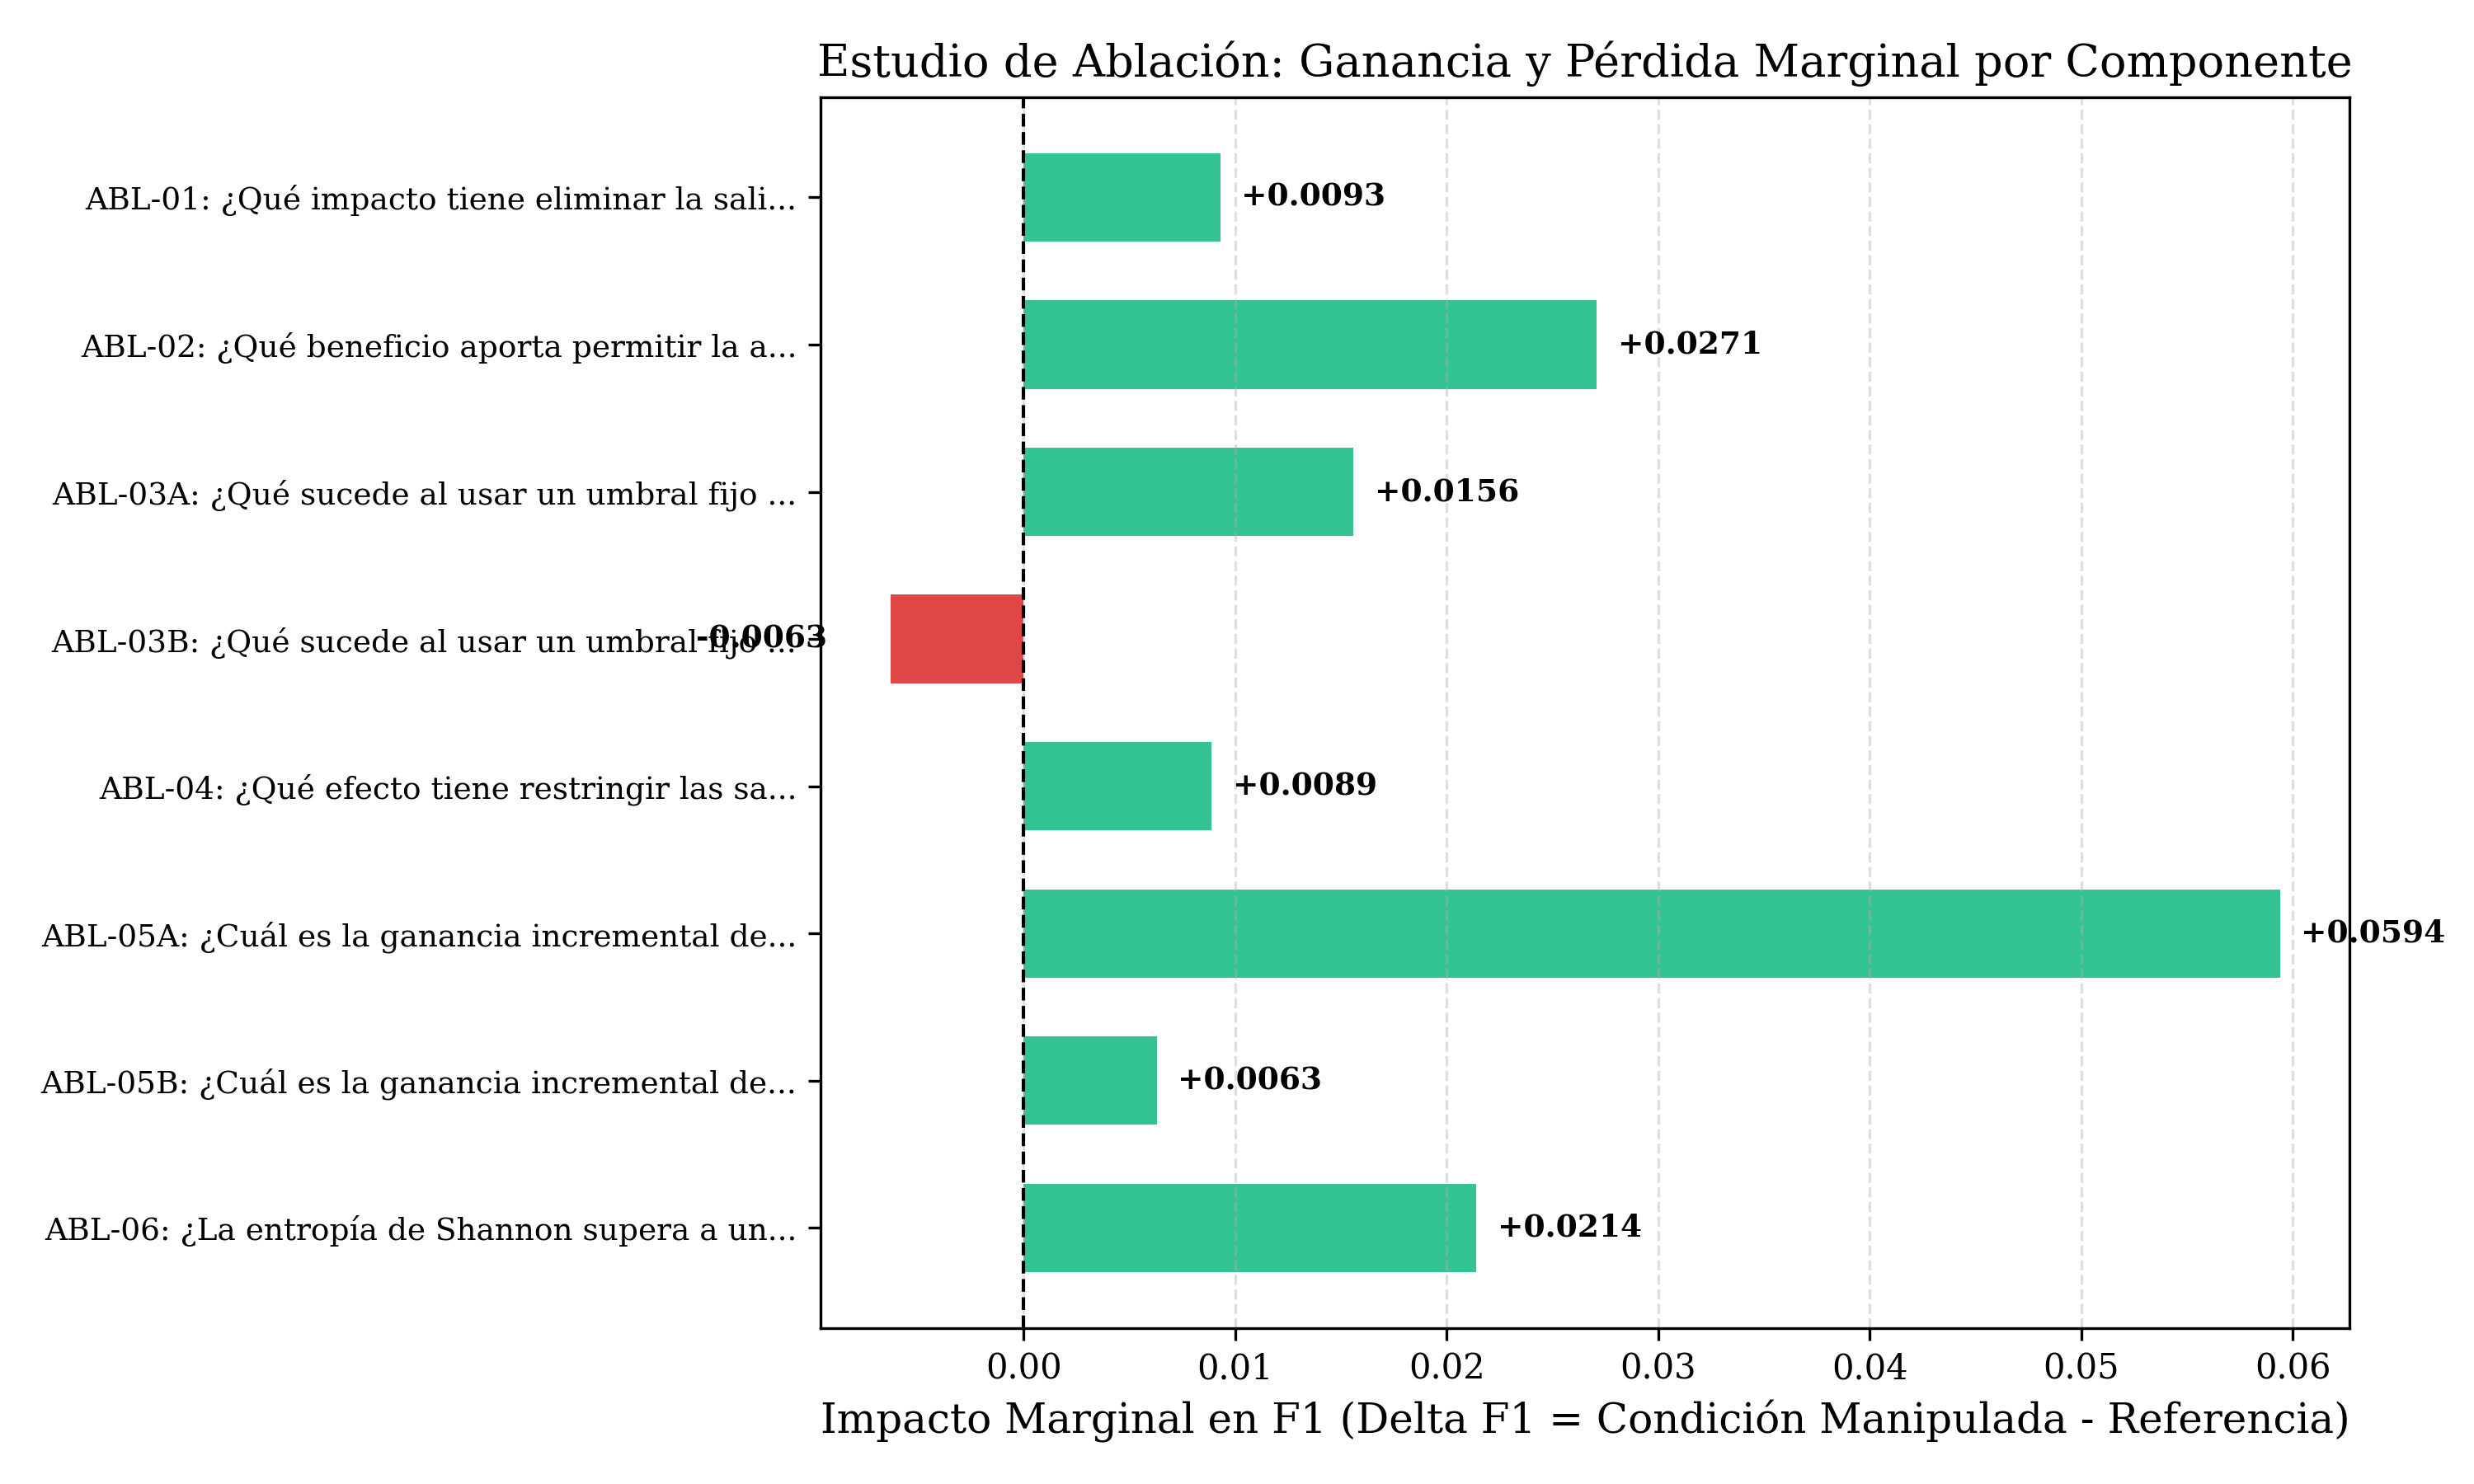 Estudio de Ablación: Ganancia y Pérdida Marginal por Componente
ABL-01: ¿Qué impacto tiene eliminar la sali...
+0.0093
ABL-02: ¿Qué beneficio aporta permitir la a...
+0.0271
ABL-03A: ¿Qué sucede al usar un umbral fijo ...
+0.0156
ABL-03B: ¿Qué sucede al usar un umbral fijo ...
-0.0063
ABL-04: ¿Qué efecto tiene restringir las sa...
+0.0089
ABL-05A: ¿Cuál es la ganancia incremental de...
+0.0594
ABL-05B: ¿Cuál es la ganancia incremental de...
+0.0063
ABL-06: ¿La entropía de Shannon supera a un...
+0.0214
0.00 0.01 0.02 0.03 0.04 0.05 0.06
Impacto Marginal en F1 (Delta F1 = Condición Manipulada - Referencia)